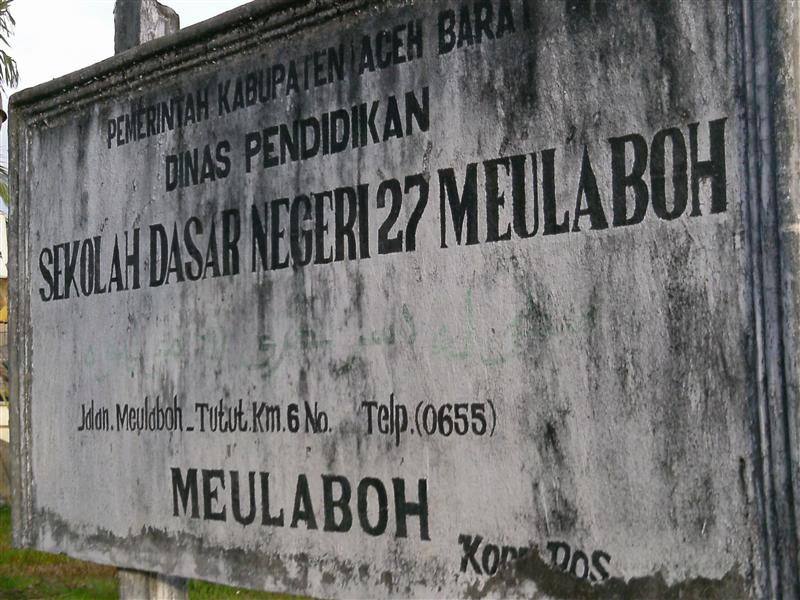 PEMERINTAH KABUPATEN ACEH BARAT
DINAS PENDIDIKAN
SEKOLAH DASAR NEGERI 27 MEULABOH
Jalan. Meulaboh - Tutut. Km. 6 No. Telp. (0655)
MEULABOH
Kode Pos